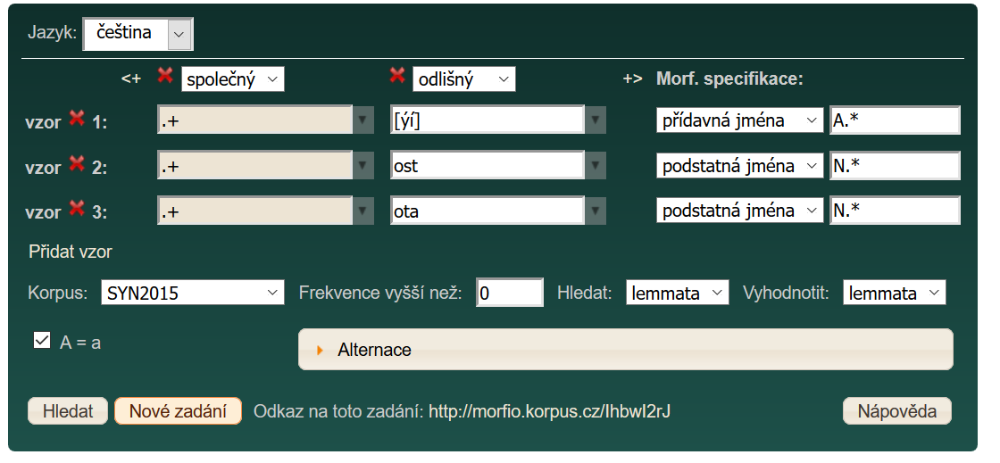 Jazyk: čeština
<+ společný odlišný +> Morf. specifikace:
vzor 1: .+ [ýí] přídavná jména A.*
vzor 2: .+ ost podstatná jména N.*
vzor 3: .+ ota podstatná jména N.*
Přidat vzor
Korpus: SYN2015 Frekvence vyšší než: 0 Hledat: lemmata Vyhodnotit: lemmata
A = a Alternace
Hledat Nové zadání Odkaz na toto zadání: http://morfio.korpus.cz/IhbwI2rJ Nápověda